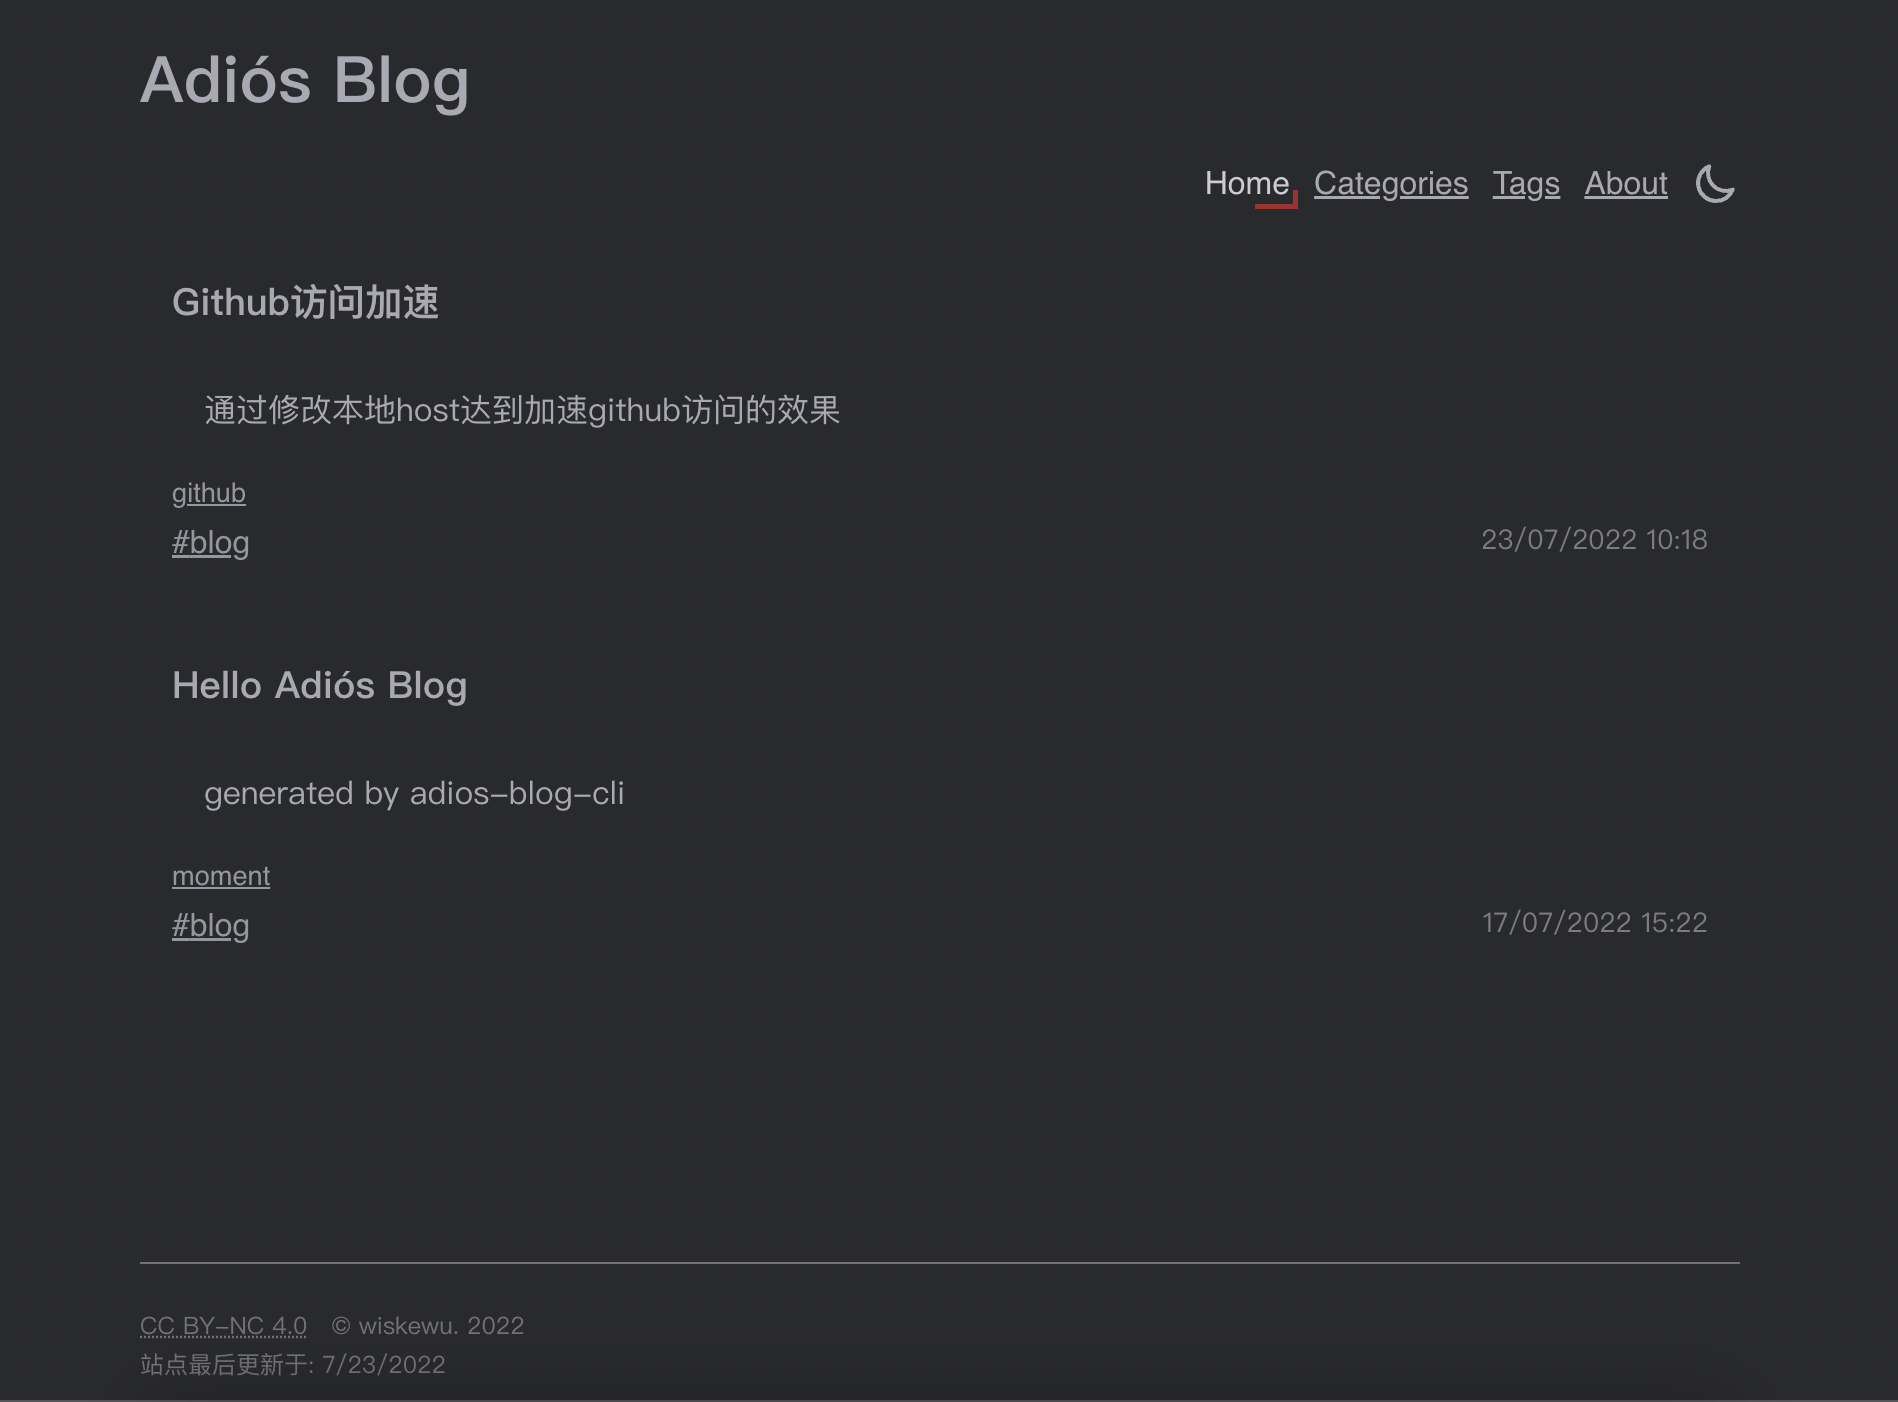 Adiós Blog
Home Categories Tags About
Github访问加速
通过修改本地host达到加速github访问的效果
github
#blog
23/07/2022 10:18
Hello Adiós Blog
generated by adios-blog-cli
moment
#blog
17/07/2022 15:22
CC BY-NC 4.0 © wiskewu. 2022
站点最后更新于: 7/23/2022